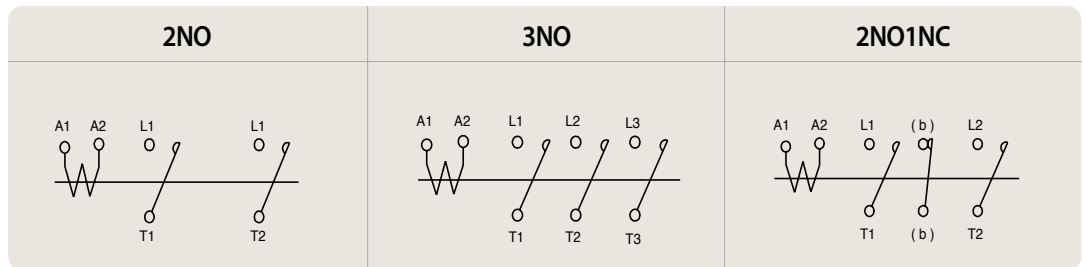 2NO 3NO 2NO1NC
A1 A2 L1 L1
T1 T2
A1 A2 L1 L2 L3
T1 T2 T3
A1 A2 L1 ( b ) L2
T1 ( b ) T2